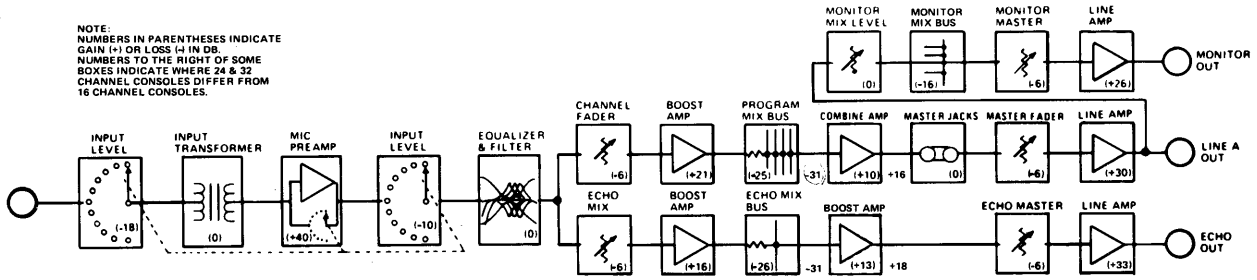 NOTE:
NUMBERS IN PARENTHESES INDICATE
GAIN (+) OR LOSS (-) IN DB.
NUMBERS TO THE RIGHT OF SOME
BOXES INDICATE WHERE 24 & 32
CHANNEL CONSOLES DIFFER FROM
16 CHANNEL CONSOLES.
MONITOR
MIX LEVEL
(0)
MONITOR
MIX BUS
(-16)
MONITOR
MASTER
(-6)
LINE
AMP
(+26)
MONITOR
OUT
INPUT
LEVEL
(-18)
INPUT
TRANSFORMER
(0)
MIC
PREAMP
(+40)
INPUT
LEVEL
(-10)
EQUALIZER
& FILTER
(0)
CHANNEL
FADER
(-6)
BOOST
AMP
(+21)
PROGRAM
MIX BUS
(-25)
-31
COMBINE AMP
(+10)
+16
MASTER JACKS
(0)
MASTER FADER
(-6)
LINE AMP
(+30)
LINE A
OUT
ECHO
MIX
(-6)
BOOST
AMP
(+16)
ECHO MIX
BUS
(-26)
-31
BOOST AMP
(+13)
+18
ECHO MASTER
(-6)
LINE AMP
(+33)
ECHO
OUT